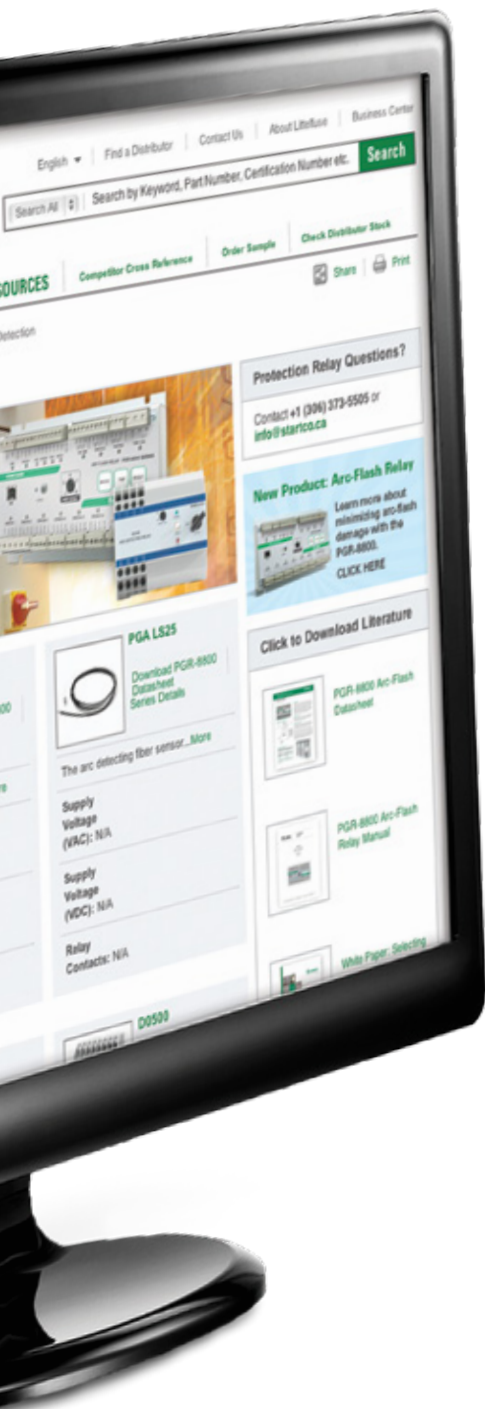 English
Find a Distributor
Contact Us
About Littelfuse
Business Center
Search All
Search by Keyword, Part Number, Certification Number etc.
Search
SOURCES
Competitor Cross Reference
Order Sample
Check Distributor Stock
Share
Print
Detection
Protection Relay Questions?
Contact +1 (306) 373-5505 or
info@startco.ca
New Product: Arc-Flash Relay
Learn more about
minimizing arc-flash
damage with the
PGR-8800.
CLICK HERE
PGA LS25
Download PGR-8800
Datasheet
Series Details
The arc detecting fiber sensor...More
Supply
Voltage
(VAC): N/A
Supply
Voltage
(VDC): N/A
Relay
Contacts: N/A
D0500
Click to Download Literature
PGR-8800 Arc-Flash
Datasheet
PGR-8800 Arc-Flash
Relay Manual
White Paper: Selecting